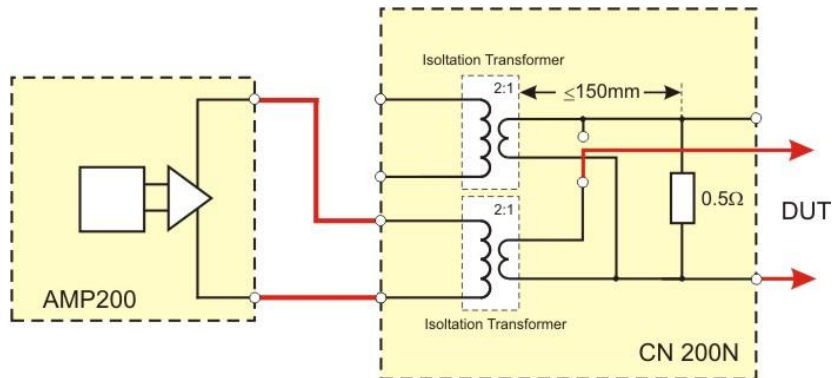 Isoltation Transformer
2:1
≤150mm
2:1
0.5Ω
DUT
AMP200
Isoltation Transformer
CN 200N